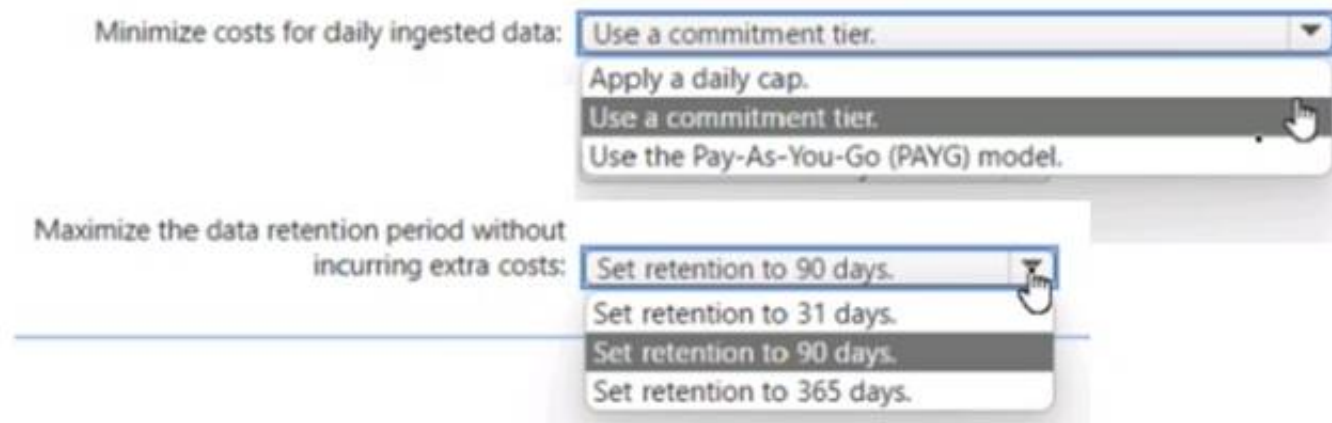 Minimize costs for daily ingested data: Use a commitment tier.
Apply a daily cap.
Use a commitment tier.
Use the Pay-As-You-Go (PAYG) model.
Maximize the data retention period without
incurring extra costs: Set retention to 90 days.
Set retention to 31 days.
Set retention to 90 days.
Set retention to 365 days.